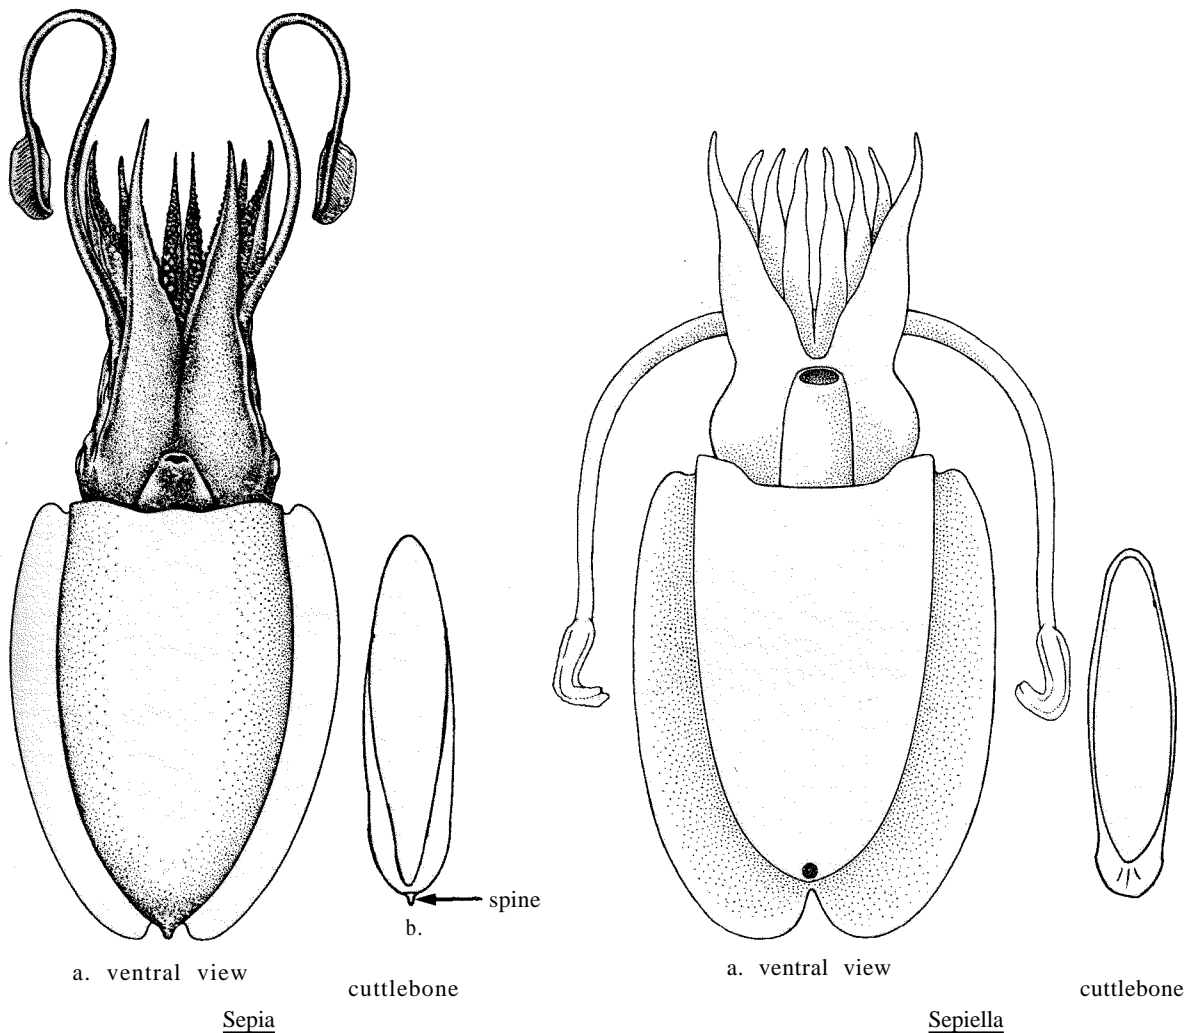 spine
b.
a. ventral view
cuttlebone
Sepia
a. ventral view
cuttlebone
Sepiella